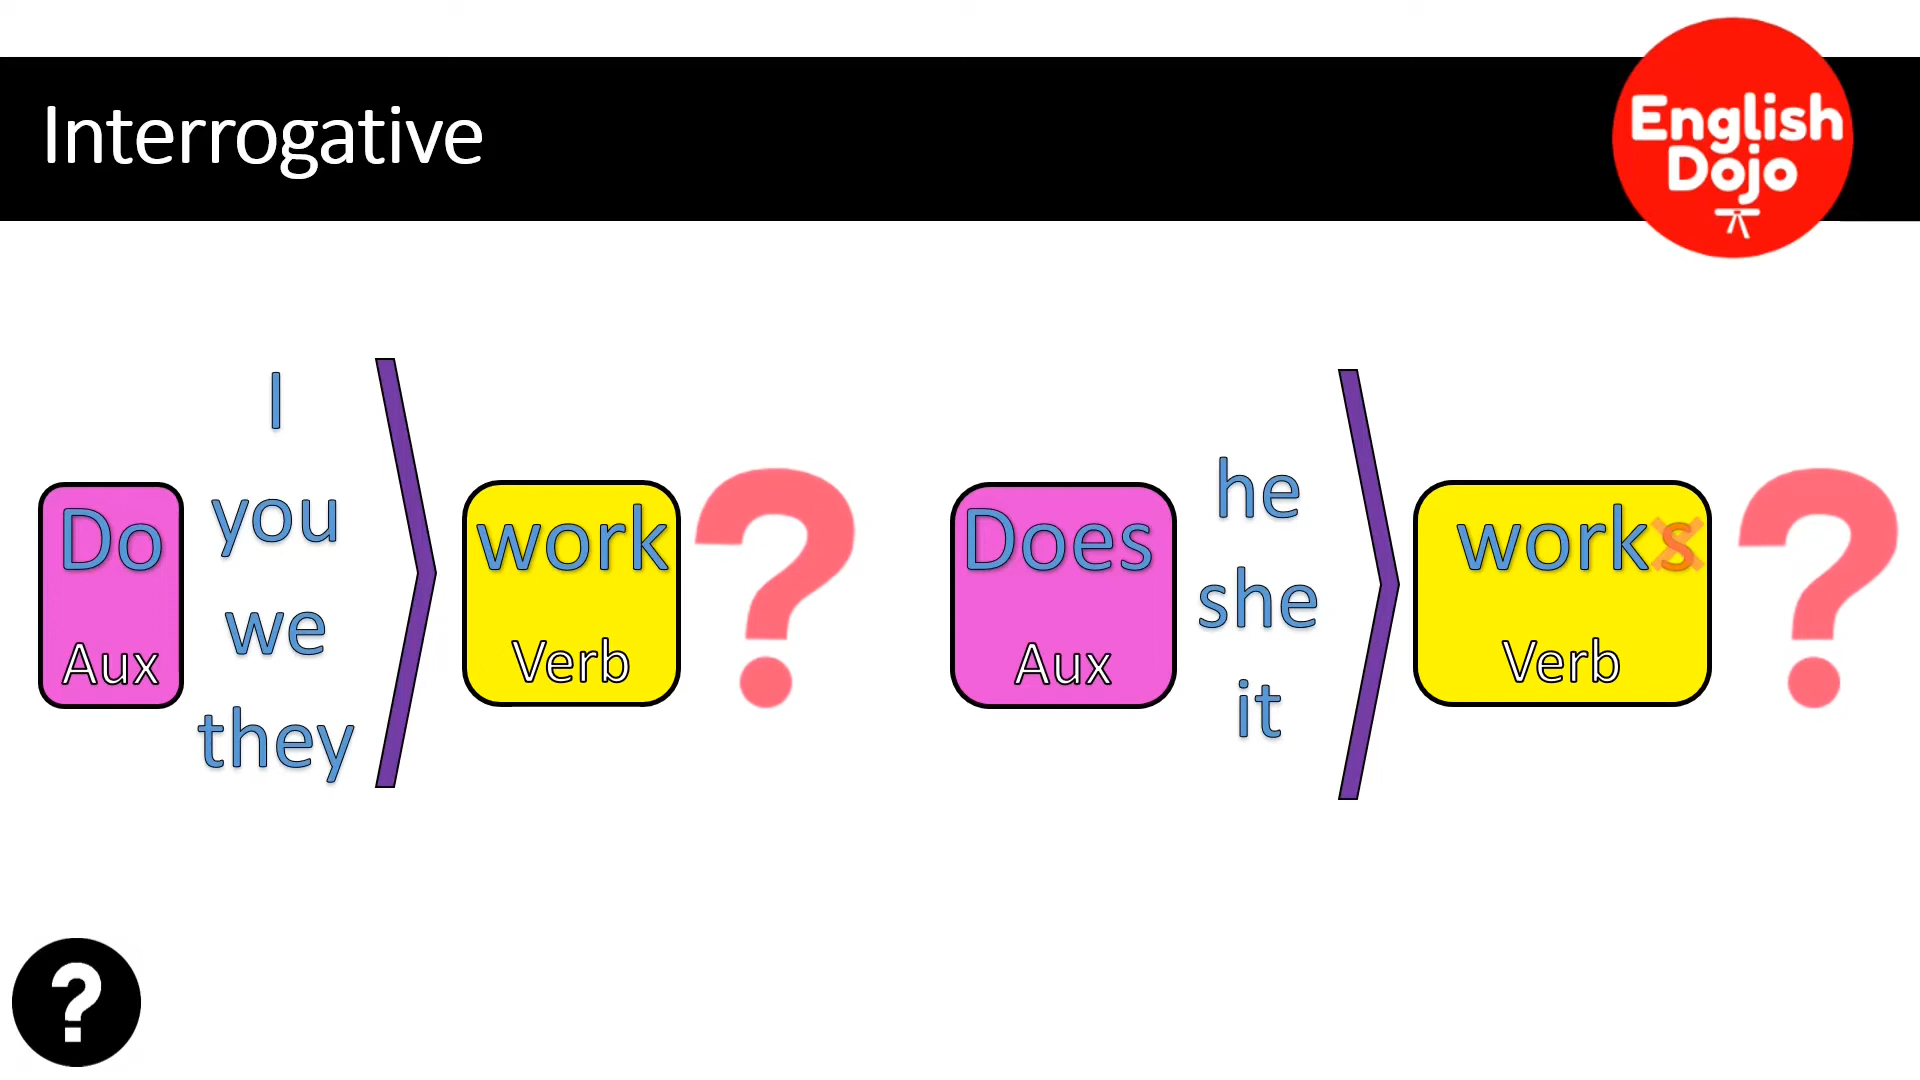 Interrogative
English
Dojo
Do
Aux
I
you
we
they
work
Verb
?
Does
Aux
he
she
it
works
Verb
?
?